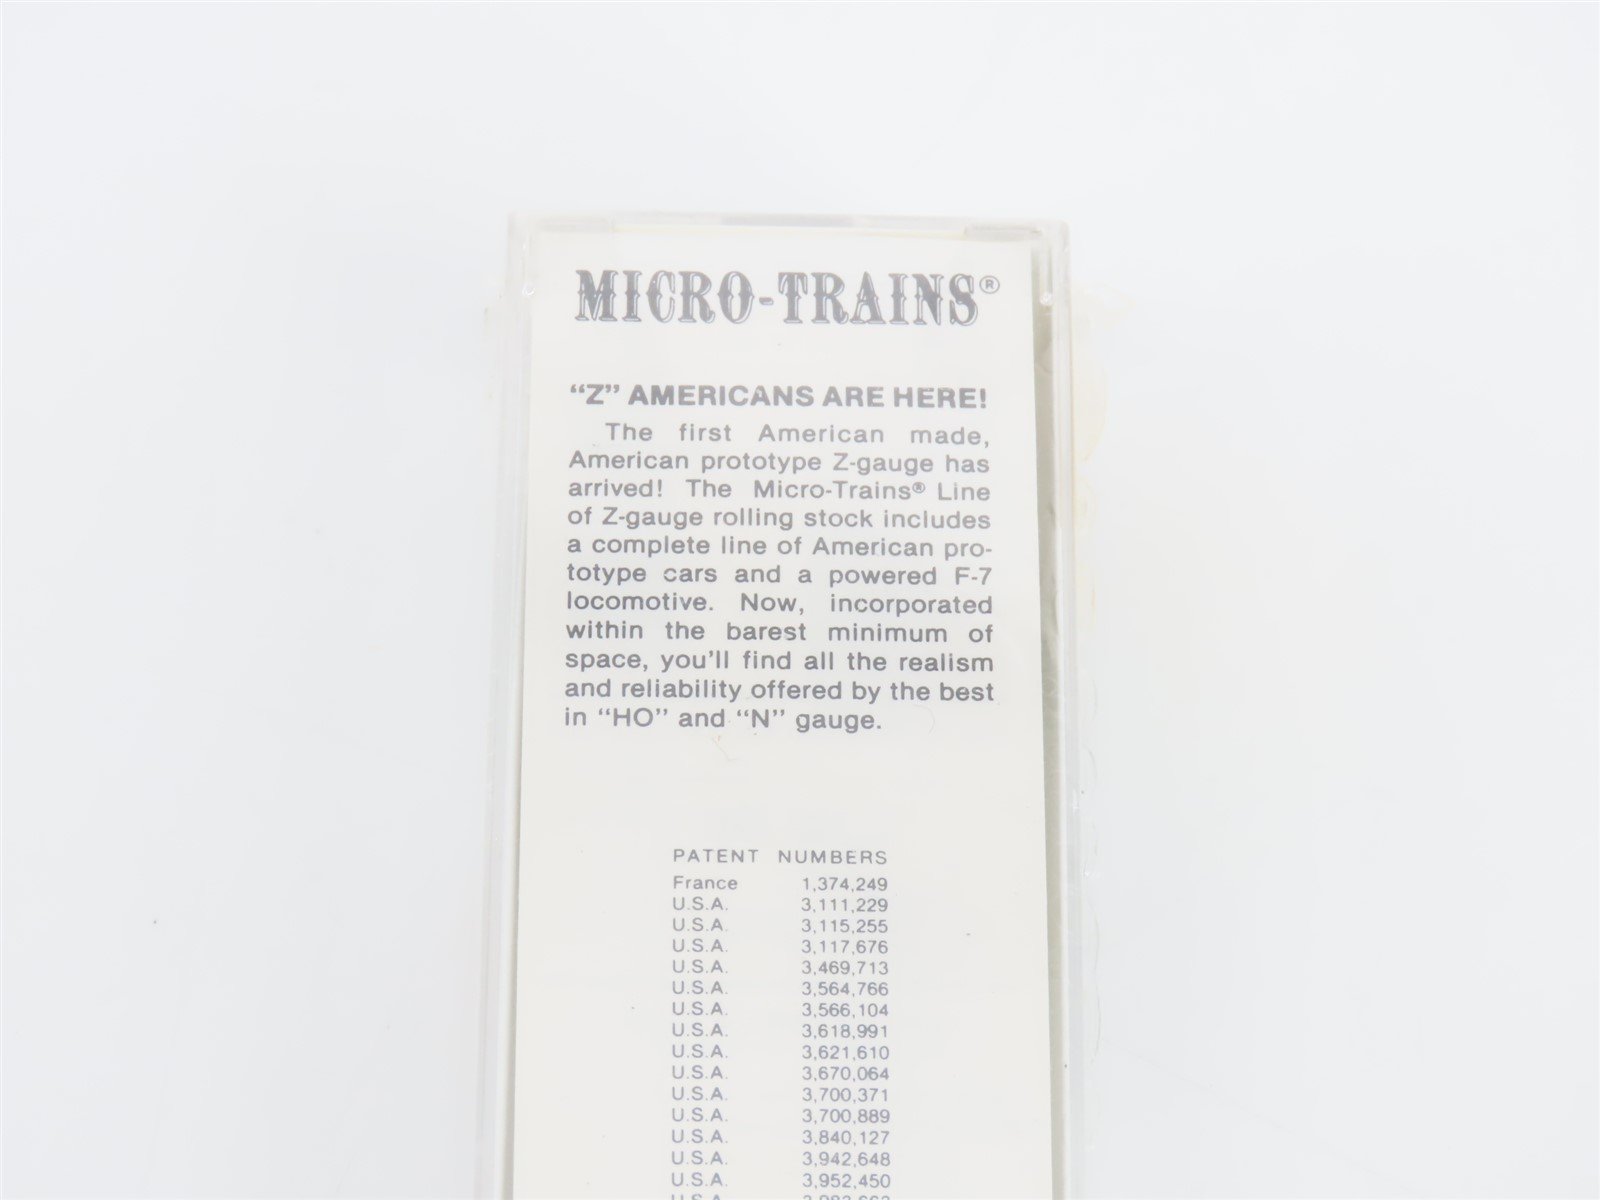 MICRO-TRAINS®
“Z” AMERICANS ARE HERE!
The first American made,
American prototype Z-gauge has
arrived! The Micro-Trains® Line
of Z-gauge rolling stock includes
a complete line of American pro-
totype cars and a powered F-7
locomotive. Now, incorporated
within the barest minimum of
space, you'll find all the realism
and reliability offered by the best
in “HO” and “N” gauge.
PATENT NUMBERS
France 1,374,249
U.S.A. 3,111,229
U.S.A. 3,115,255
U.S.A. 3,117,676
U.S.A. 3,469,713
U.S.A. 3,564,766
U.S.A. 3,566,104
U.S.A. 3,618,991
U.S.A. 3,621,610
U.S.A. 3,670,064
U.S.A. 3,700,371
U.S.A. 3,700,889
U.S.A. 3,840,127
U.S.A. 3,942,648
U.S.A. 3,952,450
U.S.A.